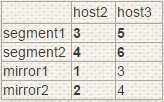 host2 host3
segment1 3 5
segment2 4 6
mirror1 1 3
mirror2 2 4